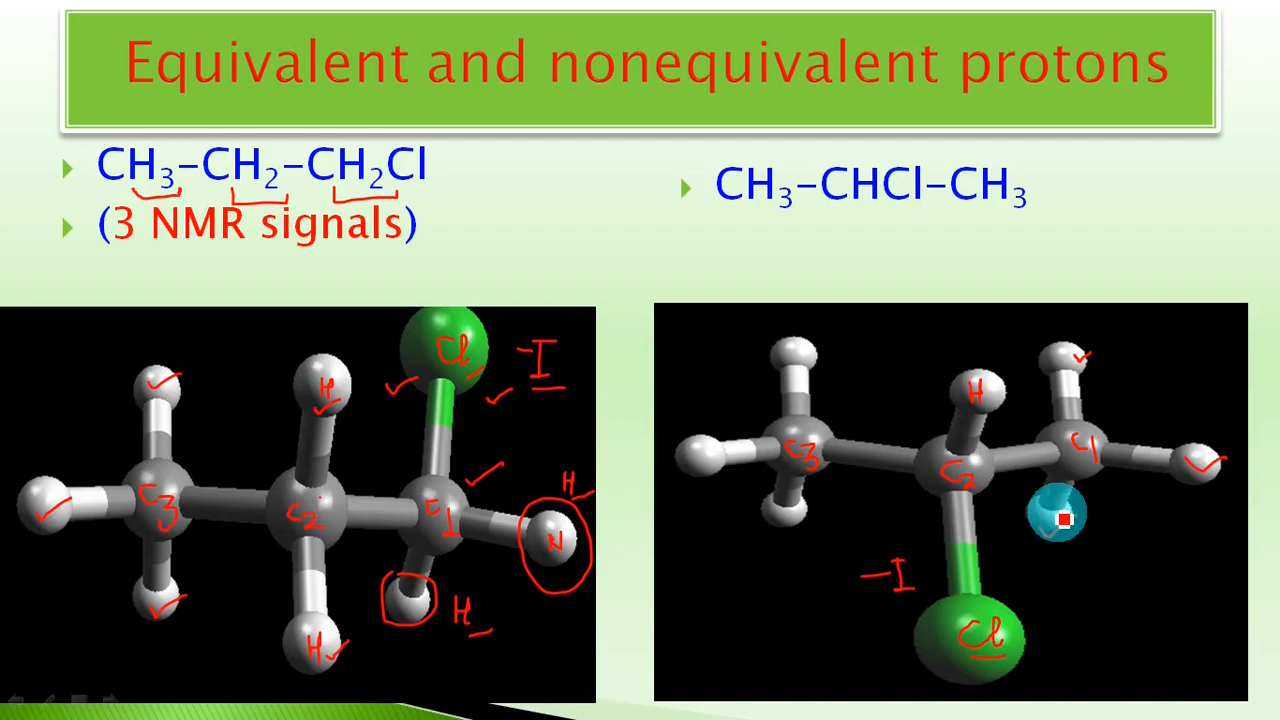 Equivalent and nonequivalent protons
CH₃-CH₂-CH₂Cl
(3 NMR signals)
CH₃-CHCl-CH₃
Cl
-I
H
H
C3
C2
C1
H
H
H
H
C3
C2
C1
-I
Cl